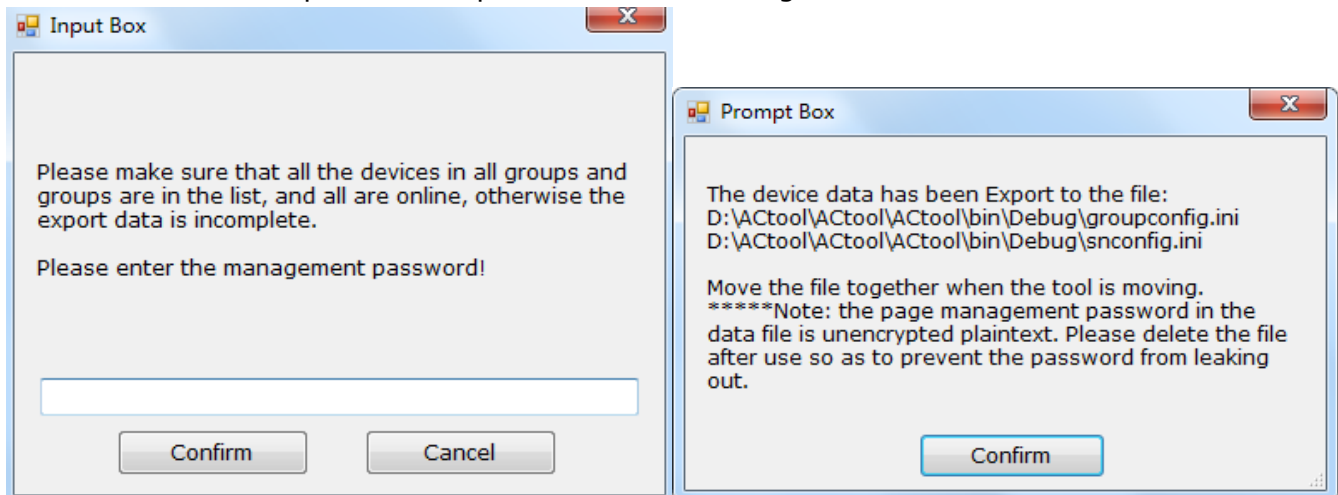 Input Box
Please make sure that all the devices in all groups and
groups are in the list, and all are online, otherwise the
export data is incomplete.
Please enter the management password!
Confirm
Cancel
Prompt Box
The device data has been Export to the file:
D:\ACtool\ACtool\ACtool\bin\Debug\groupconfig.ini
D:\ACtool\ACtool\ACtool\bin\Debug\snconfig.ini
Move the file together when the tool is moving.
*****Note: the page management password in the
data file is unencrypted plaintext. Please delete the file
after use so as to prevent the password from leaking
out.
Confirm